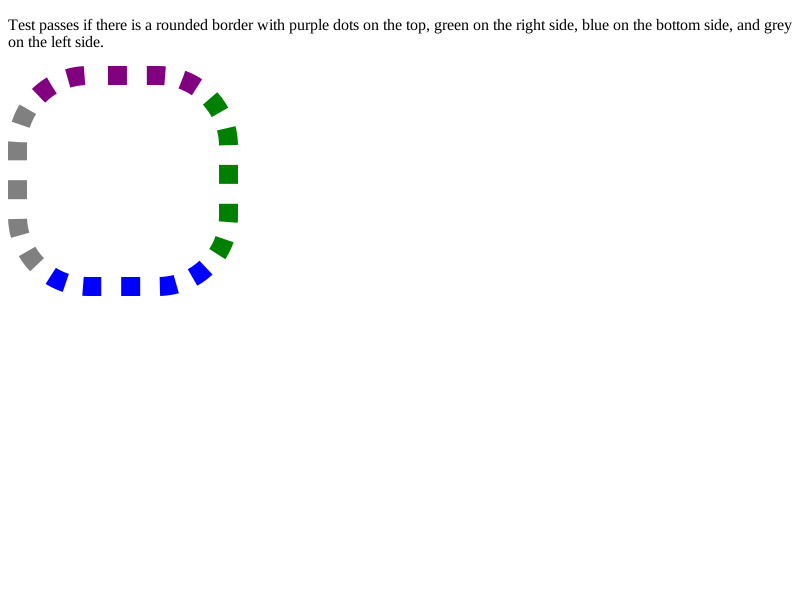 Test passes if there is a rounded border with purple dots on the top, green on the right side, blue on the bottom side, and grey
on the left side.